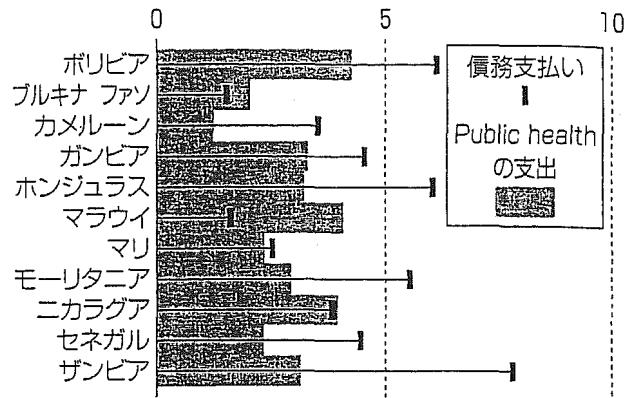 0 5 10
ボリビア
ブルキナ ファソ
カメルーン
ガンビア
ホンジュラス
マラウイ
マリ
モーリタニア
ニカラグア
セネガル
ザンビア
債務支払い
Public health
の支出